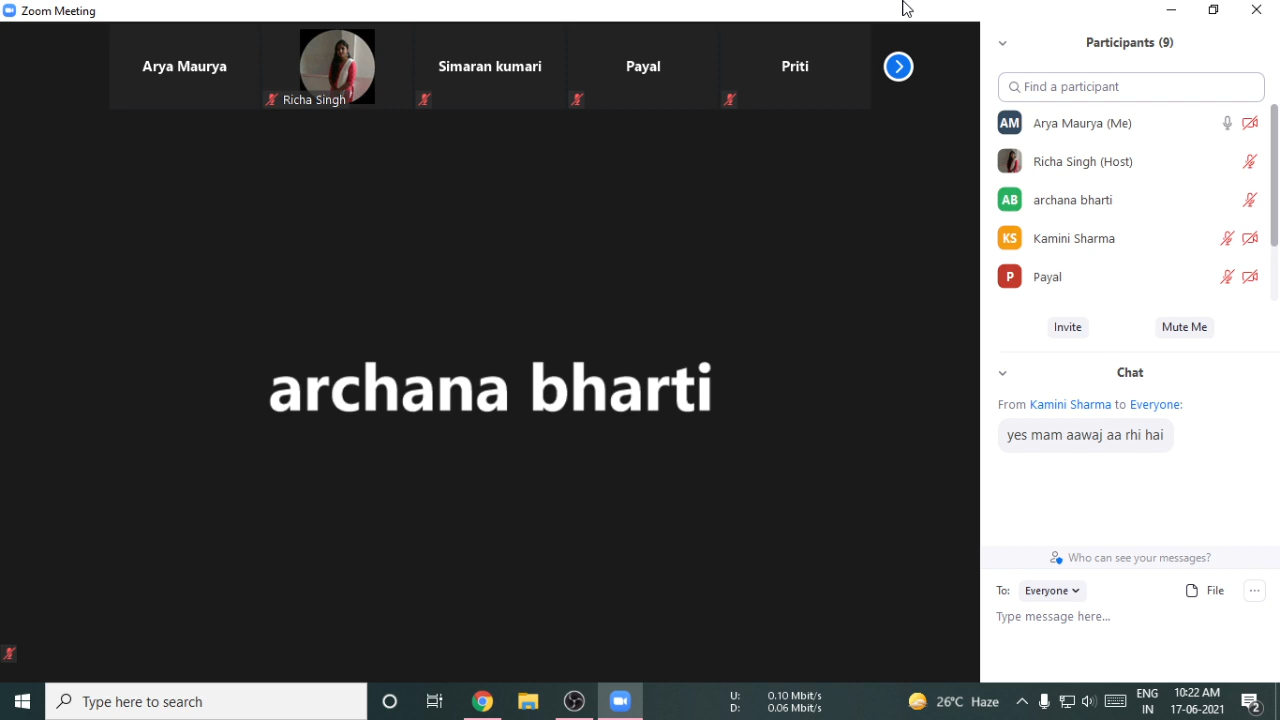 Zoom Meeting
Arya Maurya
Richa Singh
Simaran kumari
Payal
Priti
archana bharti
Participants (9)
Find a participant
AM Arya Maurya (Me)
Richa Singh (Host)
AB archana bharti
KS Kamini Sharma
P Payal
Invite Mute Me
Chat
From Kamini Sharma to Everyone:
yes mam aawaj aa rhi hai
Who can see your messages?
To: Everyone File
Type message here...
Type here to search
U: 0.10 Mbit/s
D: 0.06 Mbit/s
26°C Haze
ENG
IN
10:22 AM
17-06-2021
2